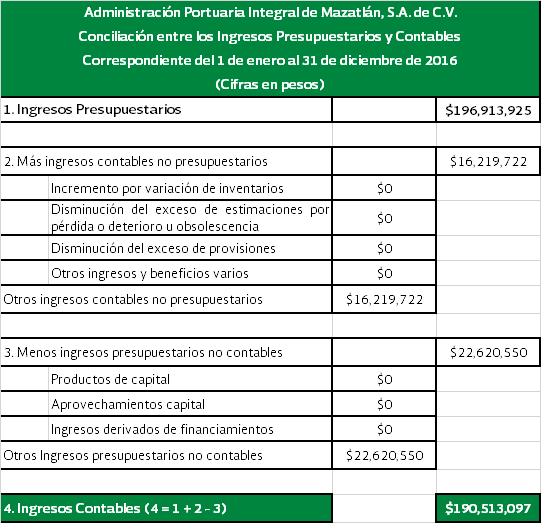 Administración Portuaria Integral de Mazatlán, S.A. de C.V.
Conciliación entre los Ingresos Presupuestarios y Contables
Correspondiente del 1 de enero al 31 de diciembre de 2016
(Cifras en pesos)
1. Ingresos Presupuestarios $196,913,925
2. Más ingresos contables no presupuestarios $16,219,722
Incremento por variación de inventarios $0
Disminución del exceso de estimaciones por
pérdida o deterioro u obsolescencia $0
Disminución del exceso de provisiones $0
Otros ingresos y beneficios varios $0
Otros ingresos contables no presupuestarios $16,219,722
3. Menos ingresos presupuestarios no contables $22,620,550
Productos de capital $0
Aprovechamientos capital $0
Ingresos derivados de financiamientos $0
Otros Ingresos presupuestarios no contables $22,620,550
4. Ingresos Contables (4 = 1 + 2 - 3) $190,513,097